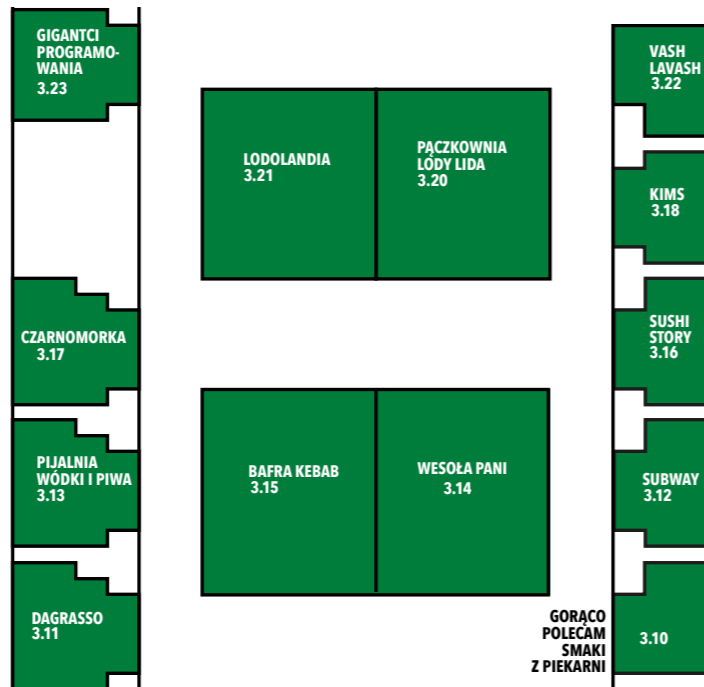 GIGANTCI
PROGRAMO-
WANIA
3.23
VASH
LAVASH
3.22
LODOLANDIA
3.21
PĄCZKOWNIA
LODY LIDA
3.20
KIMS
3.18
CZARNOMORKA
3.17
SUSHI
STORY
3.16
PIJALNIA
WÓDKI I PIWA
3.13
BAFRA KEBAB
3.15
WESOŁA PANI
3.14
SUBWAY
3.12
DAGRASSO
3.11
GORĄCO
POLECAM
SMAKI
Z PIEKARNI
3.10